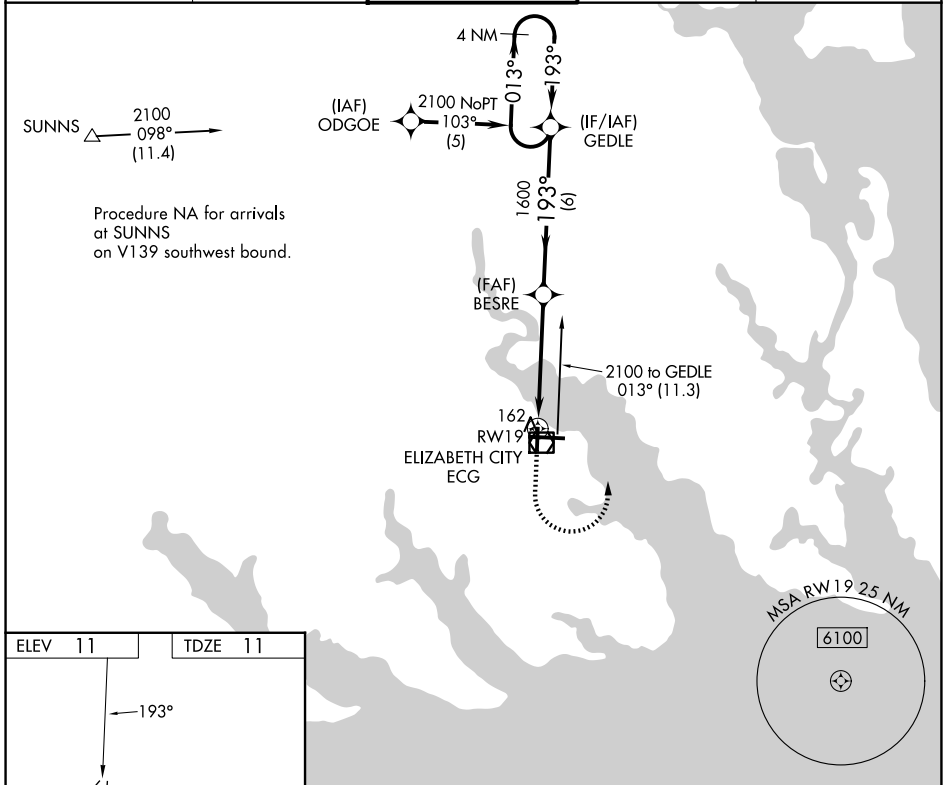 4 NM
013°
193°
(IAF)
ODGOE
2100 NoPT
103°
(5)
(IF/IAF)
GEDLE
SUNNS
2100
098°
(11.4)
1600
193°
(6)
Procedure NA for arrivals
at SUNNS
on V139 southwest bound.
(FAF)
BESRE
2100 to GEDLE
013° (11.3)
162
RW19
ELIZABETH CITY
ECG
MSA RW19 25 NM
6100
ELEV 11
TDZE 11
193°